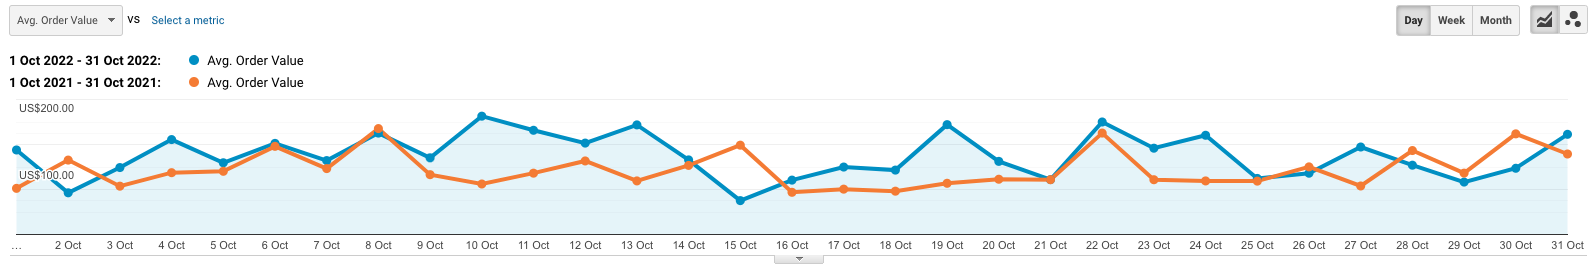 Avg. Order Value VS Select a metric Day Week Month
1 Oct 2022 - 31 Oct 2022: Avg. Order Value
1 Oct 2021 - 31 Oct 2021: Avg. Order Value
US$200.00
US$100.00
... 2 Oct 3 Oct 4 Oct 5 Oct 6 Oct 7 Oct 8 Oct 9 Oct 10 Oct 11 Oct 12 Oct 13 Oct 14 Oct 15 Oct 16 Oct 17 Oct 18 Oct 19 Oct 20 Oct 21 Oct 22 Oct 23 Oct 24 Oct 25 Oct 26 Oct 27 Oct 28 Oct 29 Oct 30 Oct 31 Oct